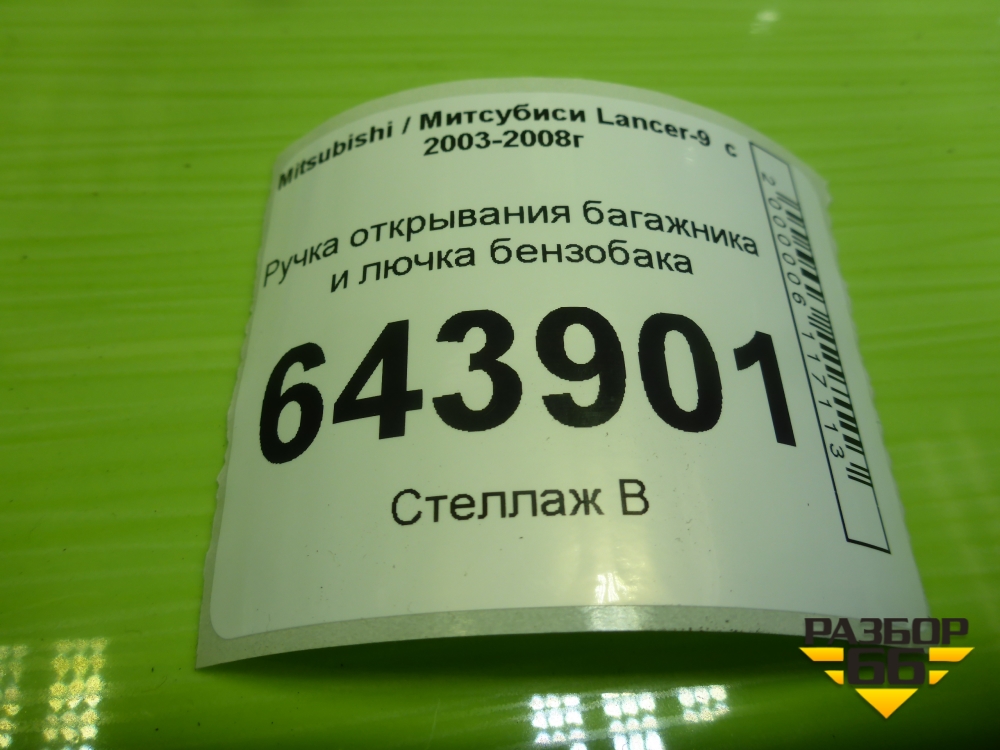 Mitsubishi / Митсубиси Lancer-9 с
2003-2008г
Ручка открывания багажника
и лючка бензобака
643901
Стеллаж В
2000006117113
РАЗБОР
66